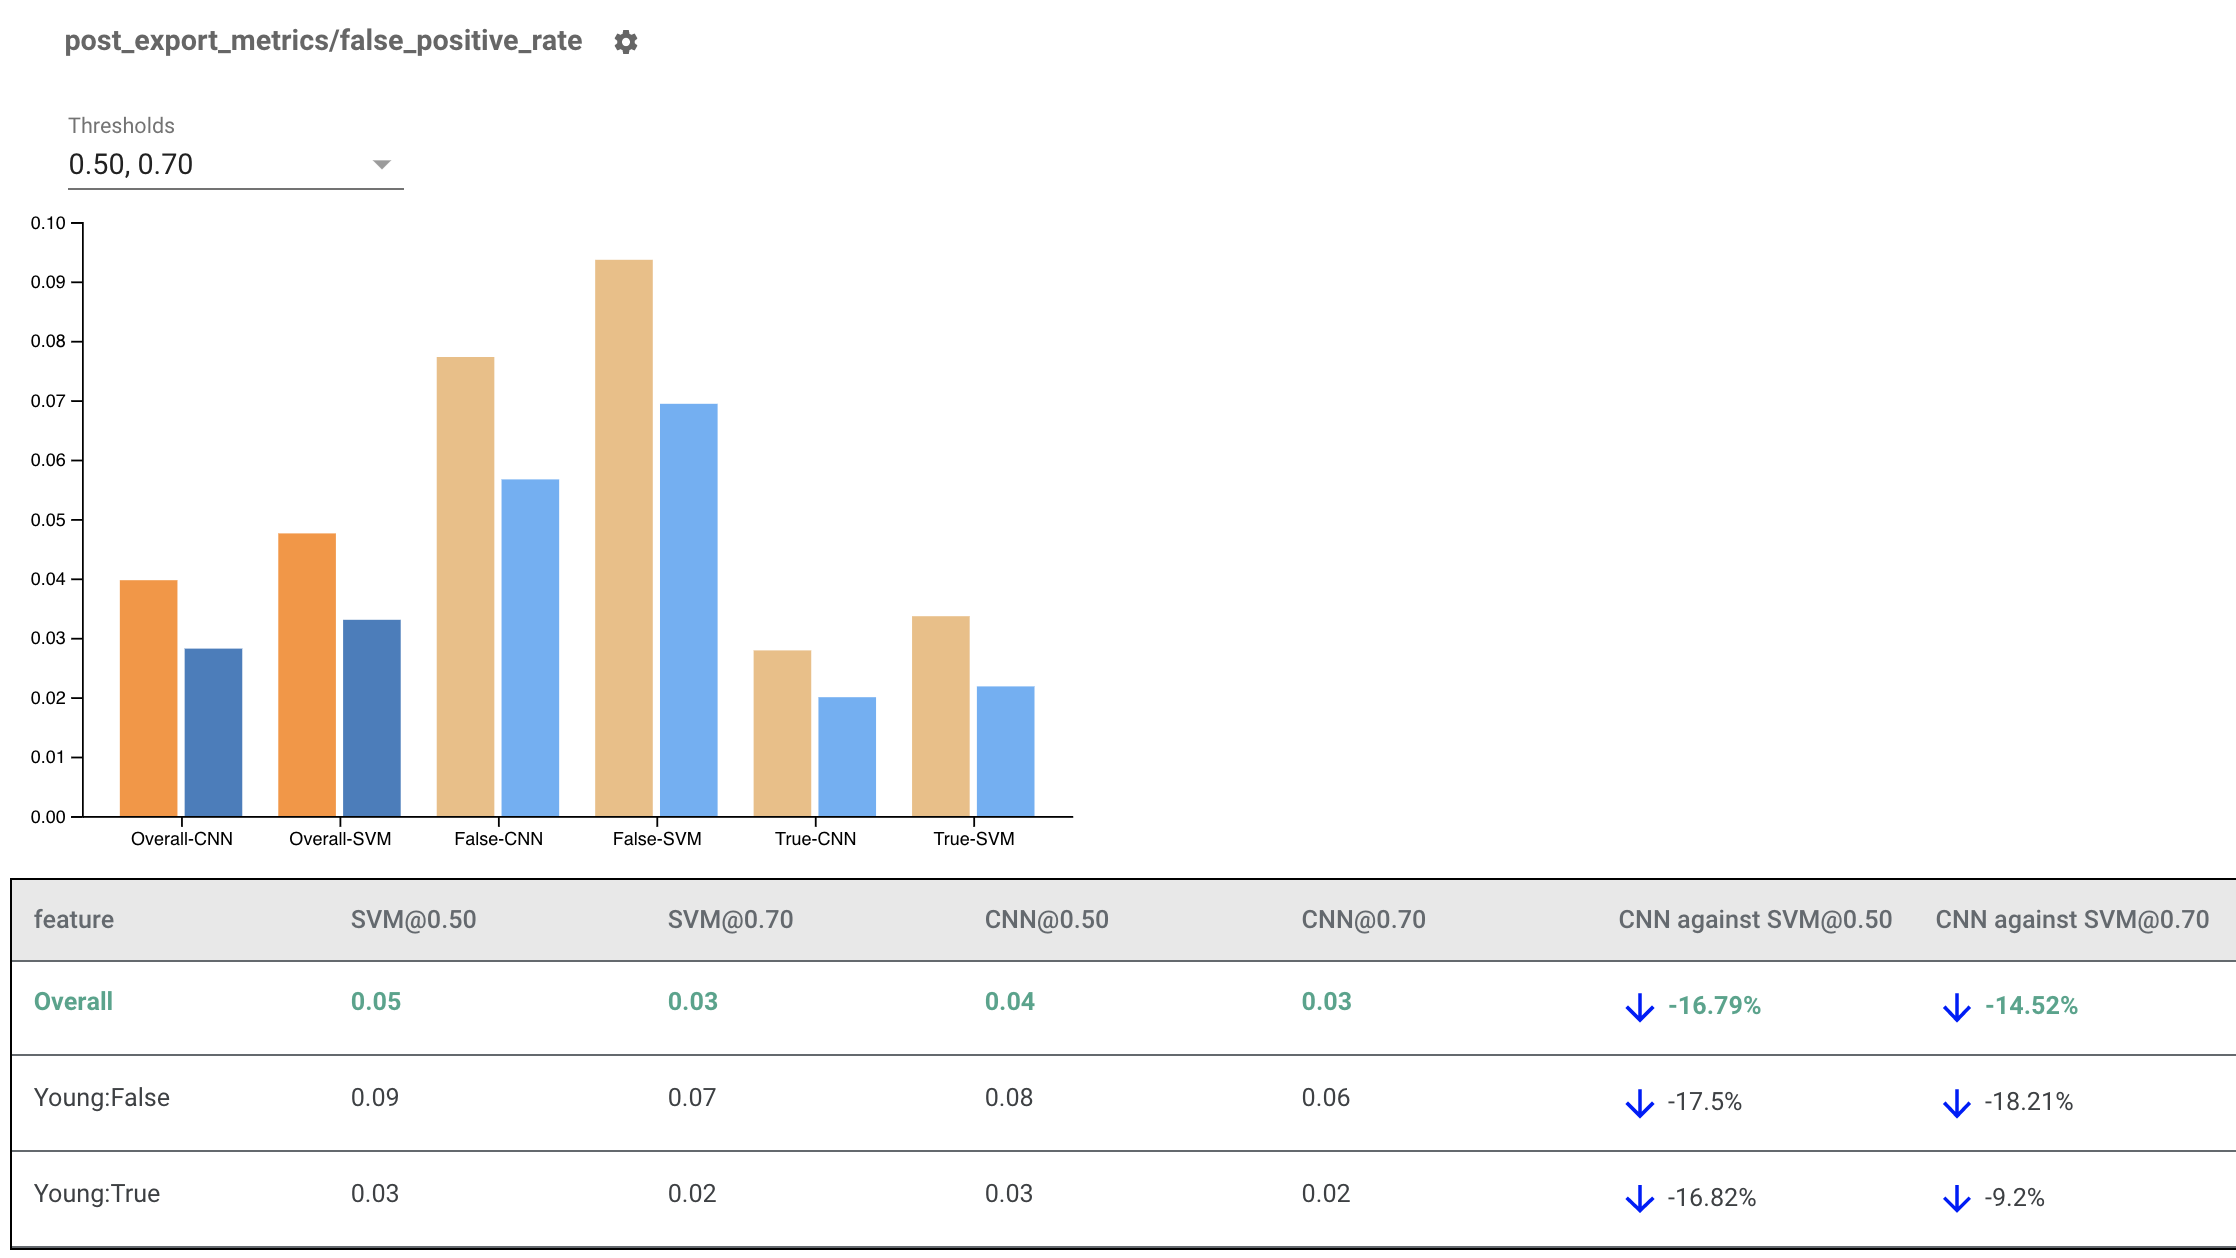 post_export_metrics/false_positive_rate
Thresholds
0.50, 0.70
0.10
0.09
0.08
0.07
0.06
0.05
0.04
0.03
0.02
0.01
0.00
Overall-CNN Overall-SVM False-CNN False-SVM True-CNN True-SVM
feature SVM@0.50 SVM@0.70 CNN@0.50 CNN@0.70 CNN against SVM@0.50 CNN against SVM@0.70
Overall 0.05 0.03 0.04 0.03 -16.79% -14.52%
Young:False 0.09 0.07 0.08 0.06 -17.5% -18.21%
Young:True 0.03 0.02 0.03 0.02 -16.82% -9.2%